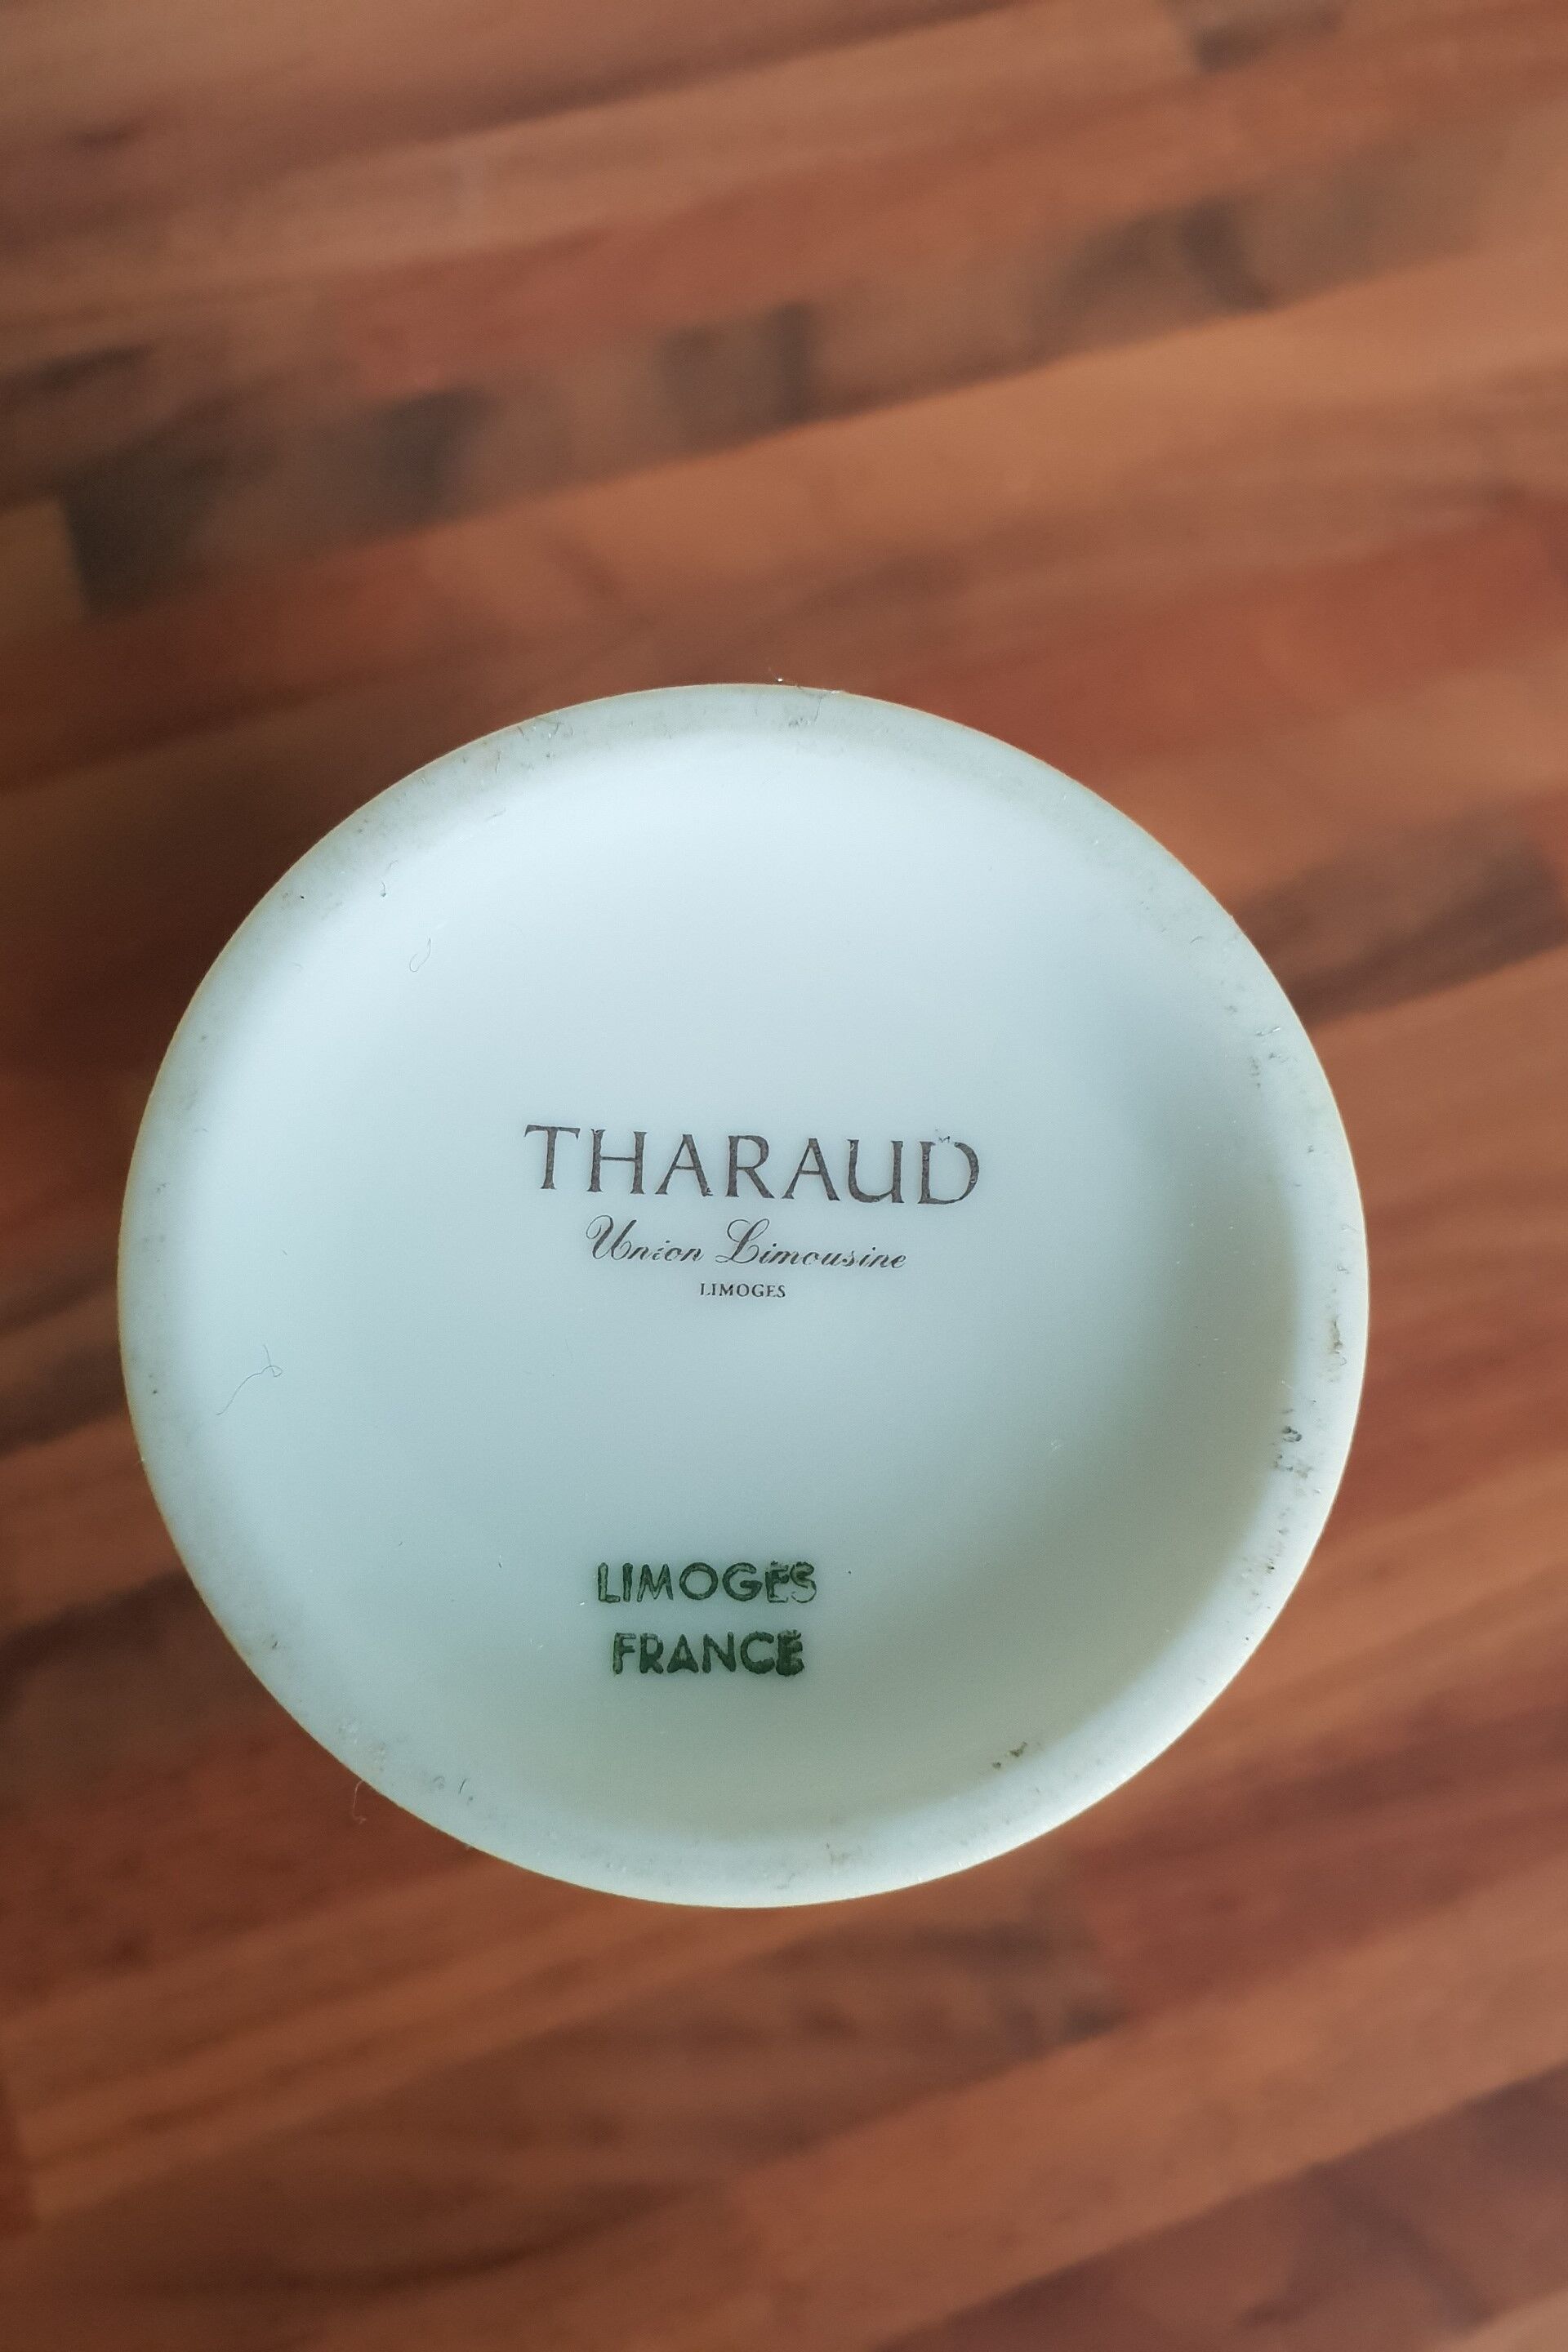 THARAUD
Union Limousine
LIMOGES
LIMOGES
FRANCE